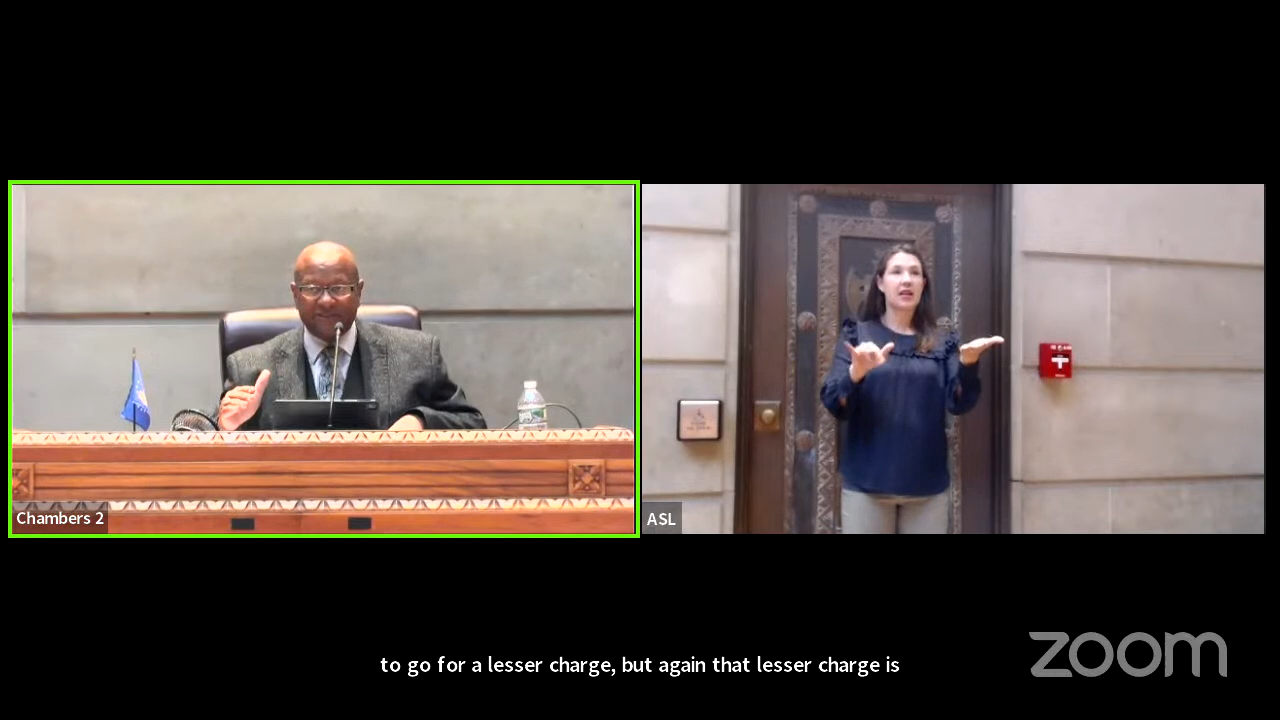 Chambers 2
ASL
to go for a lesser charge, but again that lesser charge is
zoom